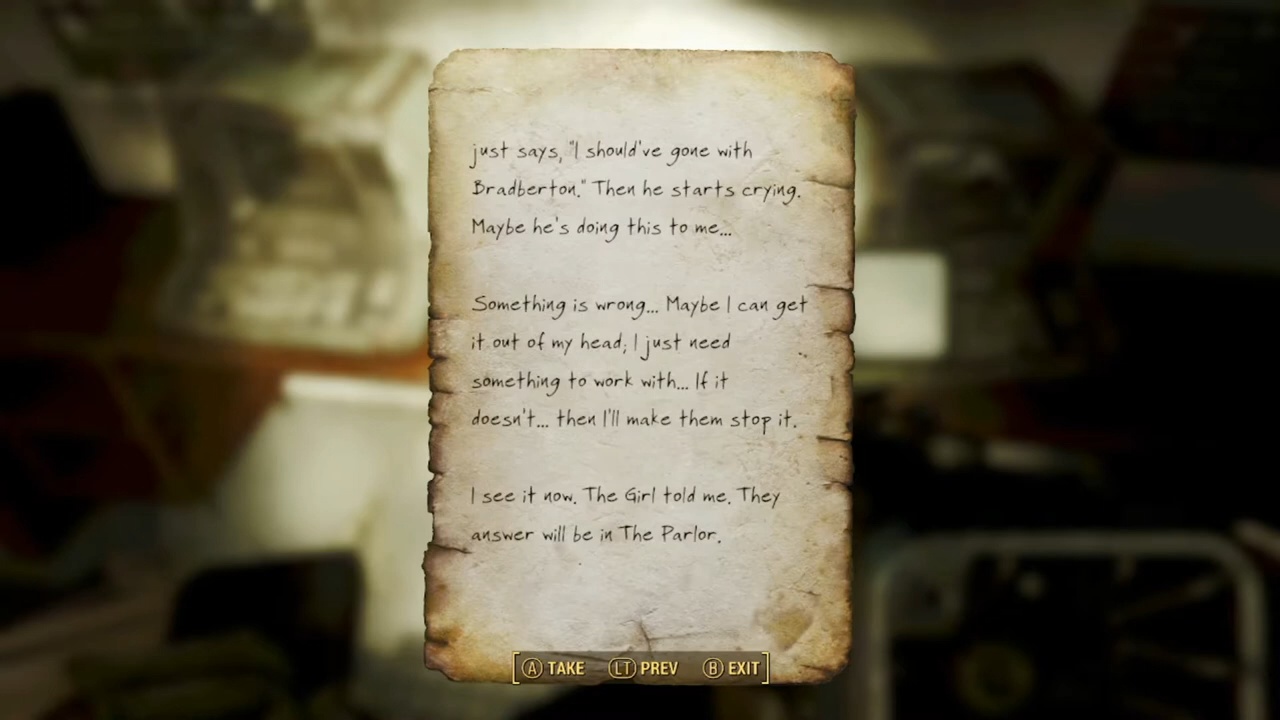 just says, "I should've gone with
Bradberton." Then he starts crying.
Maybe he's doing this to me...
Something is wrong... Maybe I can get
it out of my head; I just need
something to work with... If it
doesn't... then I'll make them stop it.
I see it now. The Girl told me. They
answer will be in The Parlor.
A TAKE LT PREV B EXIT